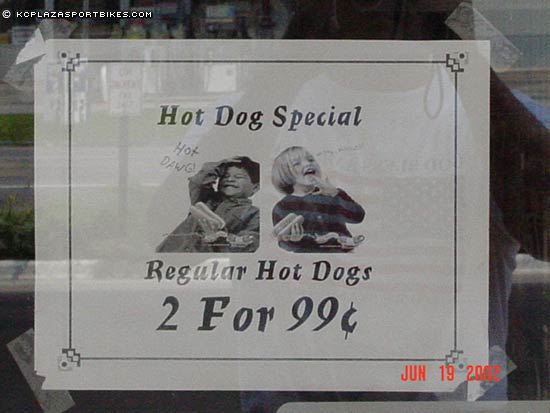 © KCPLAZASPORTBIKES.COM
Hot Dog Special
Hot
DAWG!
Regular Hot Dogs
2 For 99¢
JUN 19 2002